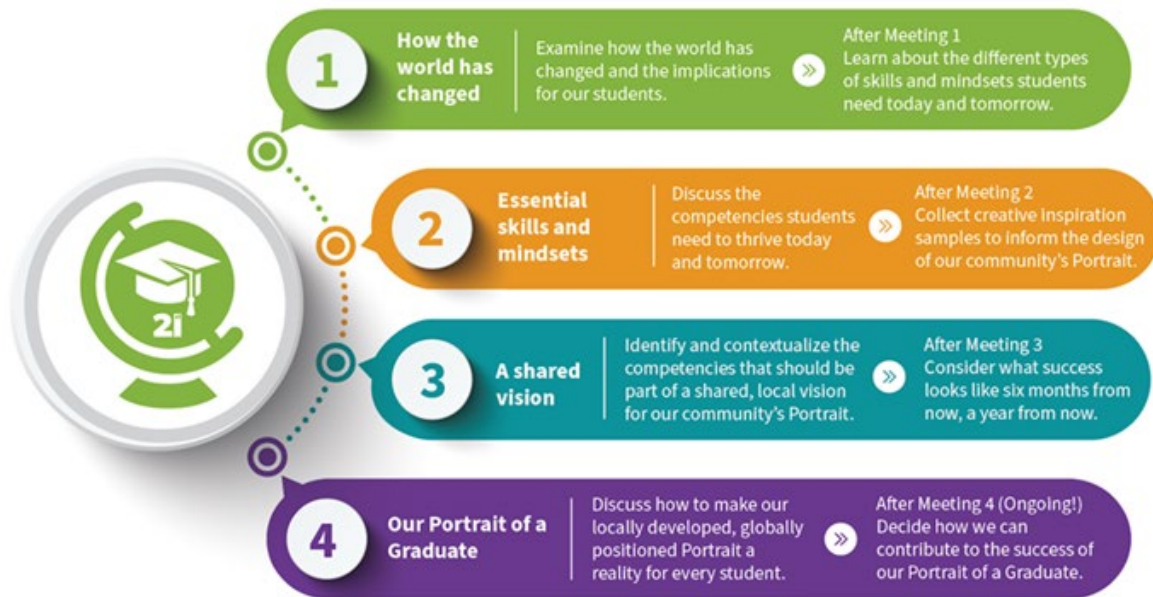 1
How the
world has
changed
Examine how the world has
changed and the implications
for our students.
After Meeting 1
Learn about the different types
of skills and mindsets students
need today and tomorrow.
2
Essential
skills and
mindsets
Discuss the
competencies students
need to thrive today
and tomorrow.
After Meeting 2
Collect creative inspiration
samples to inform the design
of our community's Portrait.
2i
3
A shared
vision
Identify and contextualize the
competencies that should be
part of a shared, local vision
for our community's Portrait.
After Meeting 3
Consider what success
looks like six months from
now, a year from now.
4
Our Portrait of a
Graduate
Discuss how to make our
locally developed, globally
positioned Portrait a
reality for every student.
After Meeting 4 (Ongoing!)
Decide how we can
contribute to the success of
our Portrait of a Graduate.